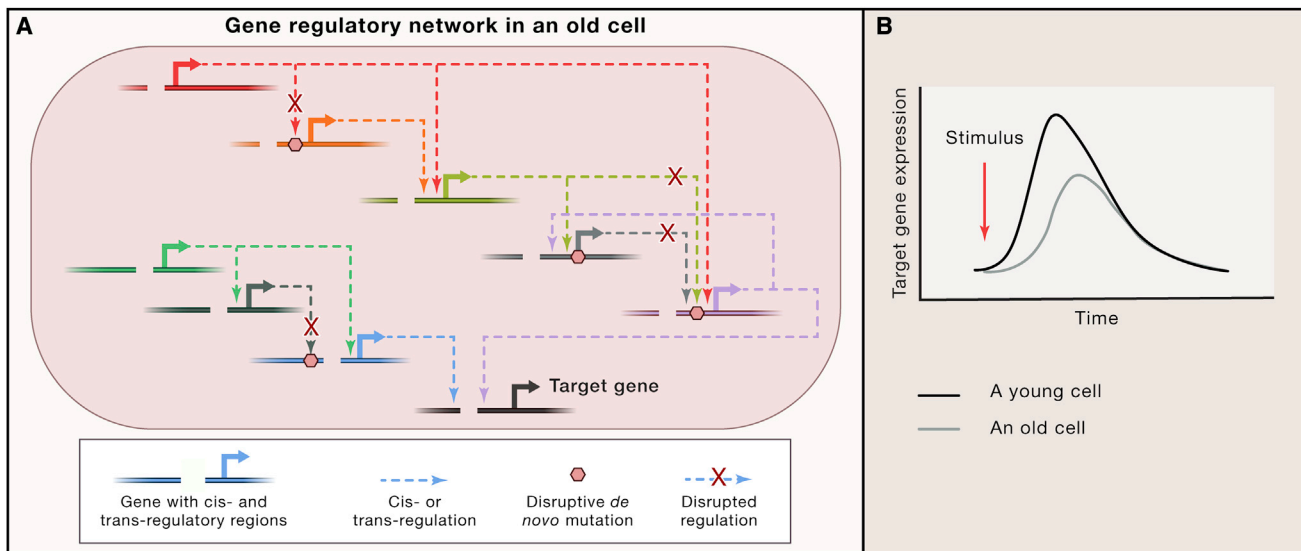 A
Gene regulatory network in an old cell
Target gene
Gene with cis- and
trans-regulatory regions
Cis- or
trans-regulation
Disruptive de
novo mutation
Disrupted
regulation
B
Target gene expression
Stimulus
Time
A young cell
An old cell